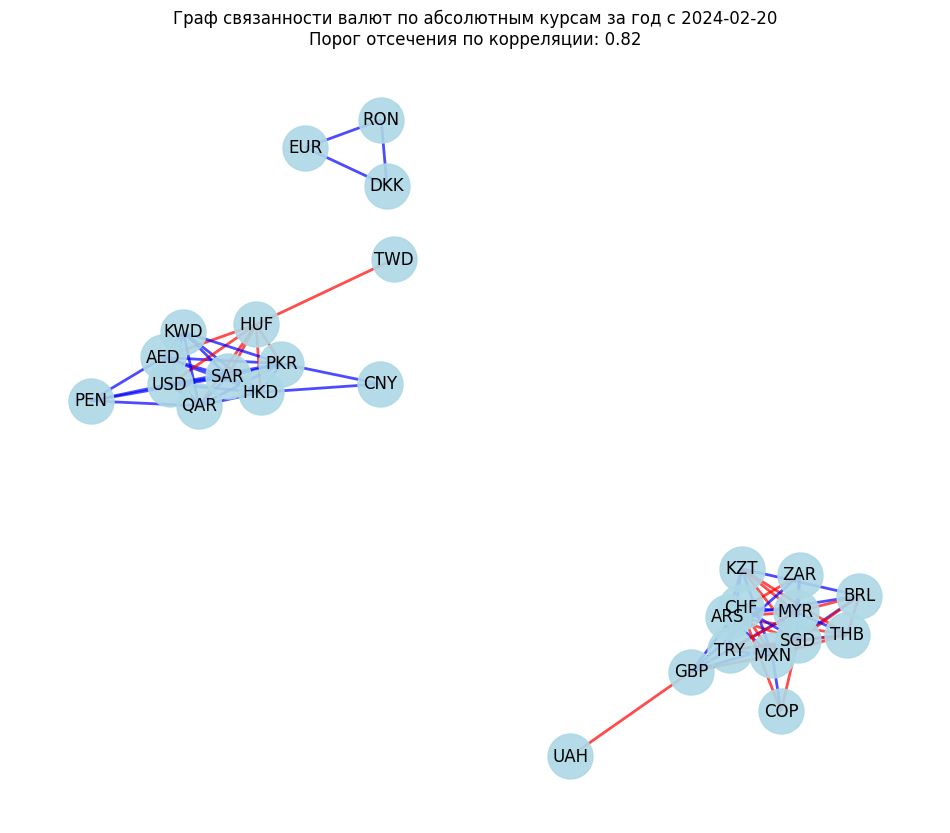 Граф связанности валют по абсолютным курсам за год с 2024-02-20
Порог отсечения по корреляции: 0.82
RON
EUR
DKK
TWD
HUF
KWD
AED
PKR
SAR
USD
CNY
HKD
PEN
QAR
KZT
ZAR
BRL
CHF
MYR
ARS
THB
SGD
TRY
MXN
GBP
COP
UAH